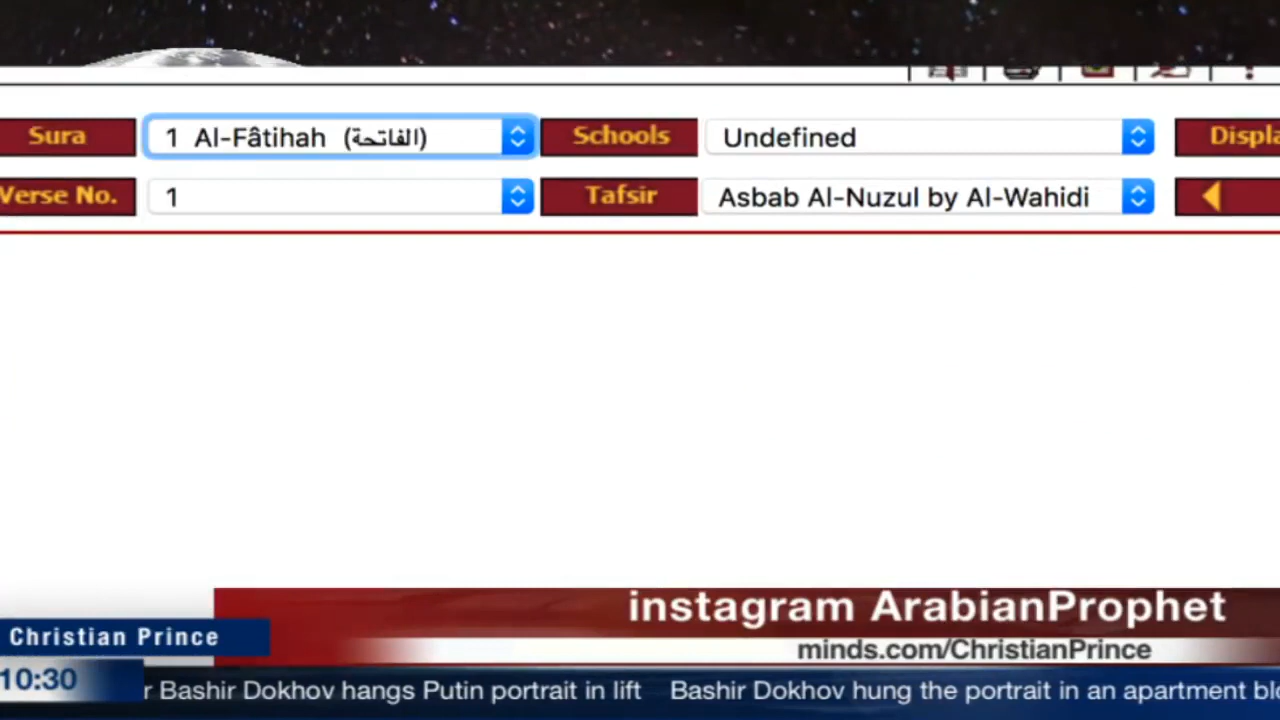 Sura
1 Al-Fâtihah (الفاتحة)
Schools
Undefined
Verse No.
1
Tafsir
Asbab Al-Nuzul by Al-Wahidi
instagram ArabianProphet
Christian Prince
minds.com/ChristianPrince
10:30
r Bashir Dokhov hangs Putin portrait in lift Bashir Dokhov hung the portrait in an apartment